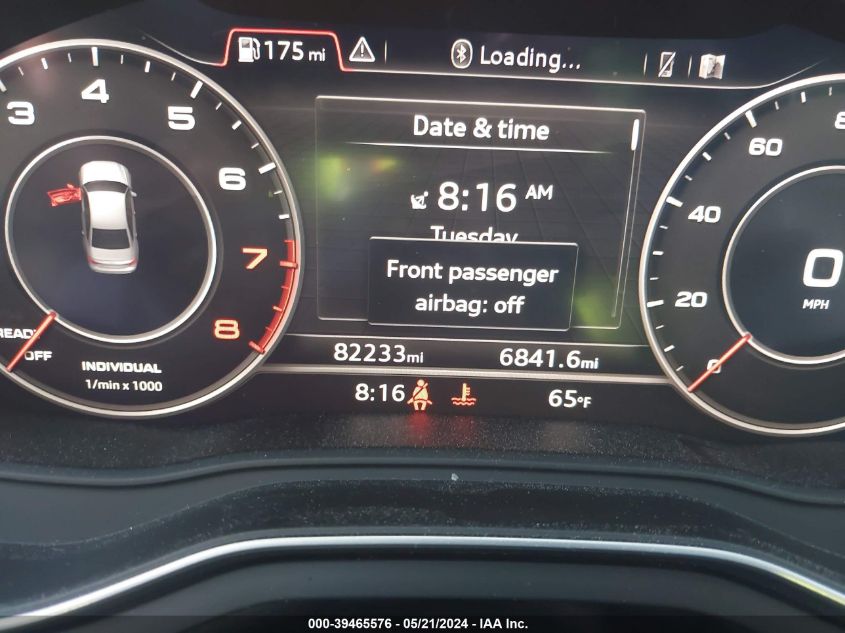 175 mi
Loading...
Date & time
8:16 AM
Tuesday
Front passenger
airbag: off
3
4
5
6
7
8
READY
OFF
INDIVIDUAL
1/min x 1000
82233mi
6841.6mi
8:16
65°F
60
40
20
0
0
MPH
000-39465576 - 05/21/2024 - IAA Inc.